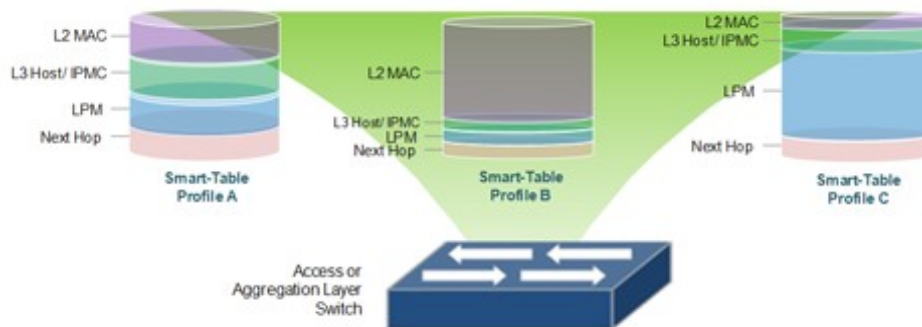 L2 MAC
L3 Host/ IPMC
LPM
Next Hop
Smart-Table
Profile A
L2 MAC
L3 Host/ IPMC
LPM
Next Hop
Smart-Table
Profile B
L2 MAC
L3 Host/ IPMC
LPM
Next Hop
Smart-Table
Profile C
Access or
Aggregation Layer
Switch